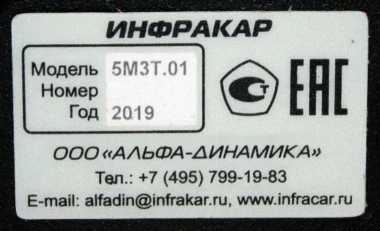 ИНФРАКАР
Модель 5М3Т.01
Номер
Год 2019
Ст
ЕАС
ООО «АЛЬФА-ДИНАМИКА»
Тел.: +7 (495) 799-19-83
E-mail: alfadin@infrakar.ru, www.infracar.ru